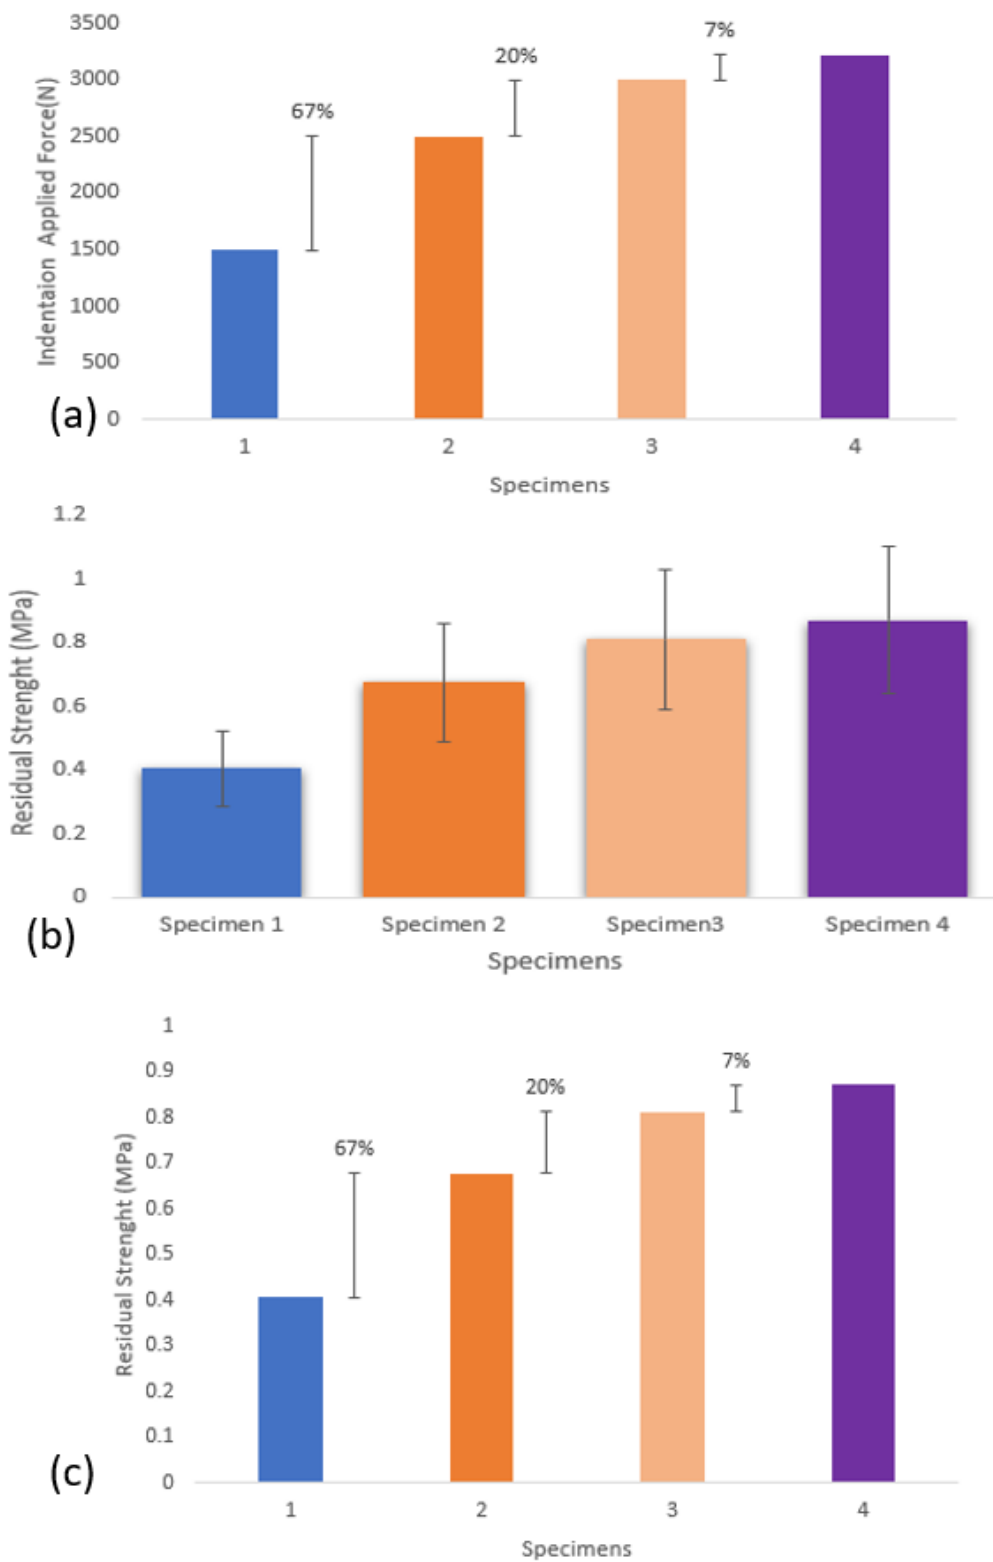 3500
3000
2500
2000
1500
1000
500
0
Indentaion Applied Force(N)
67%
20%
7%
(a)
1 2 3 4
Specimens
1.2
1
0.8
0.6
0.4
0.2
0
Residual Strenght (MPa)
(b)
Specimen 1 Specimen 2 Specimen3 Specimen 4
Specimens
1
0.9
0.8
0.7
0.6
0.5
0.4
0.3
0.2
0.1
0
Residual Strenght (MPa)
67%
20%
7%
(c)
1 2 3 4
Specimens